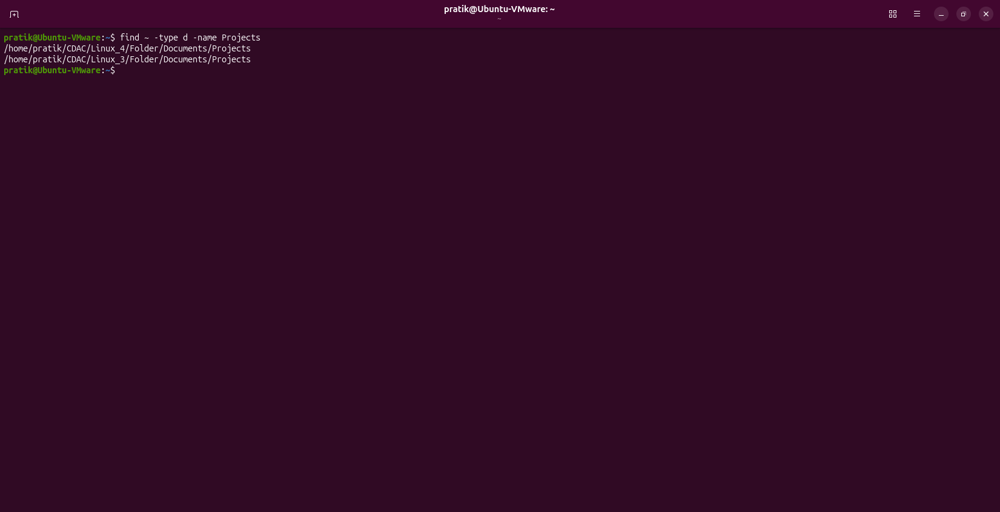 pratik@Ubuntu-VMware: ~
~
pratik@Ubuntu-VMware:~$ find ~ -type d -name Projects
/home/pratik/CDAC/Linux_4/Folder/Documents/Projects
/home/pratik/CDAC/Linux_3/Folder/Documents/Projects
pratik@Ubuntu-VMware:~$